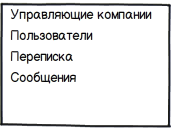 Управляющие компании
Пользователи
Переписка
Сообщения